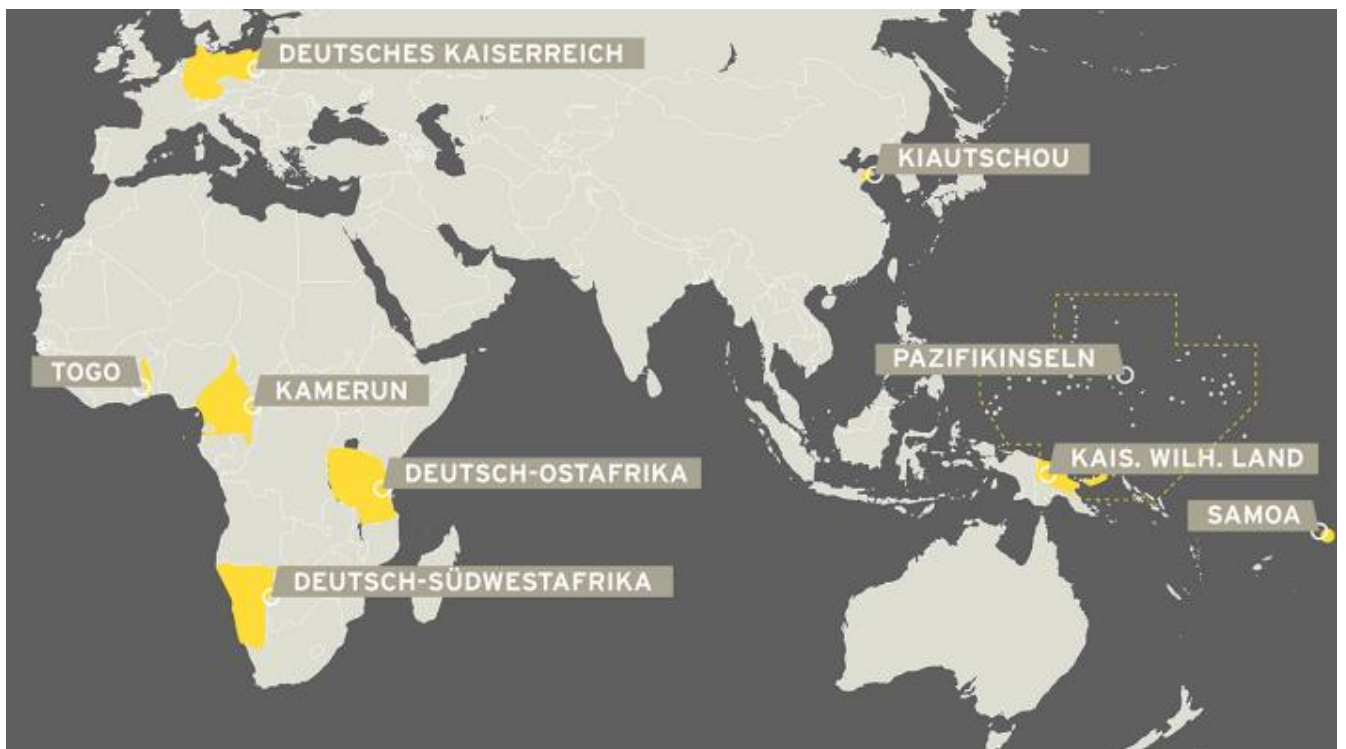 DEUTSCHES KAISERREICH
KIAUTSCHOU
PAZIFIKINSELN
TOGO
KAMERUN
KAIS. WILH. LAND
DEUTSCH-OSTAFRIKA
SAMOA
DEUTSCH-SÜDWESTAFRIKA